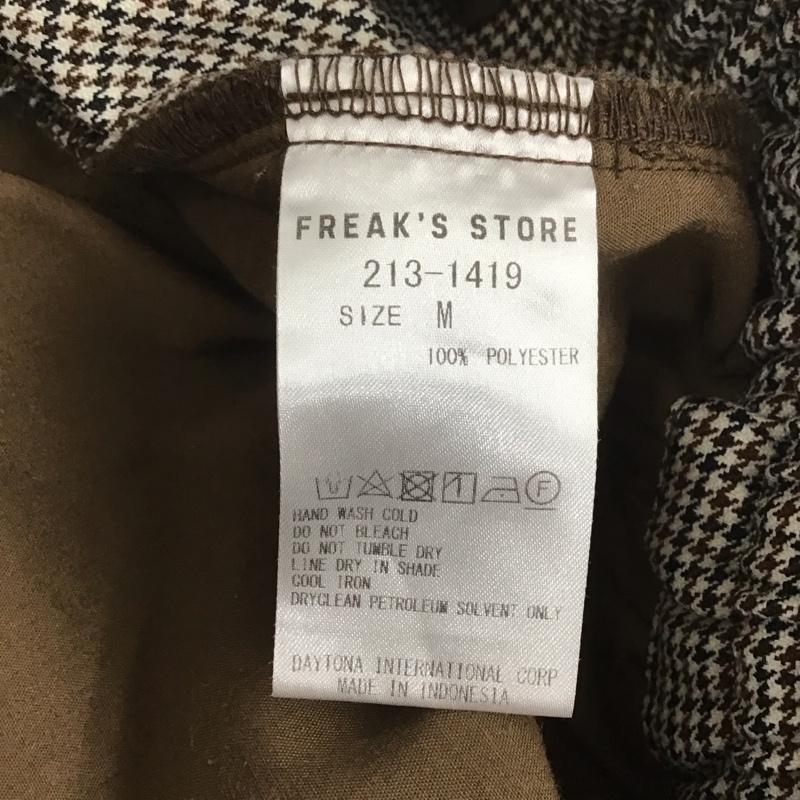 FREAK'S STORE
213-1419
SIZE M
100% POLYESTER
F
HAND WASH COLD
DO NOT BLEACH
DO NOT TUMBLE DRY
LINE DRY IN SHADE
COOL IRON
DRYCLEAN PETROLEUM SOLVENT ONLY
DAYTONA INTERNATIONAL CORP
MADE IN INDONESIA